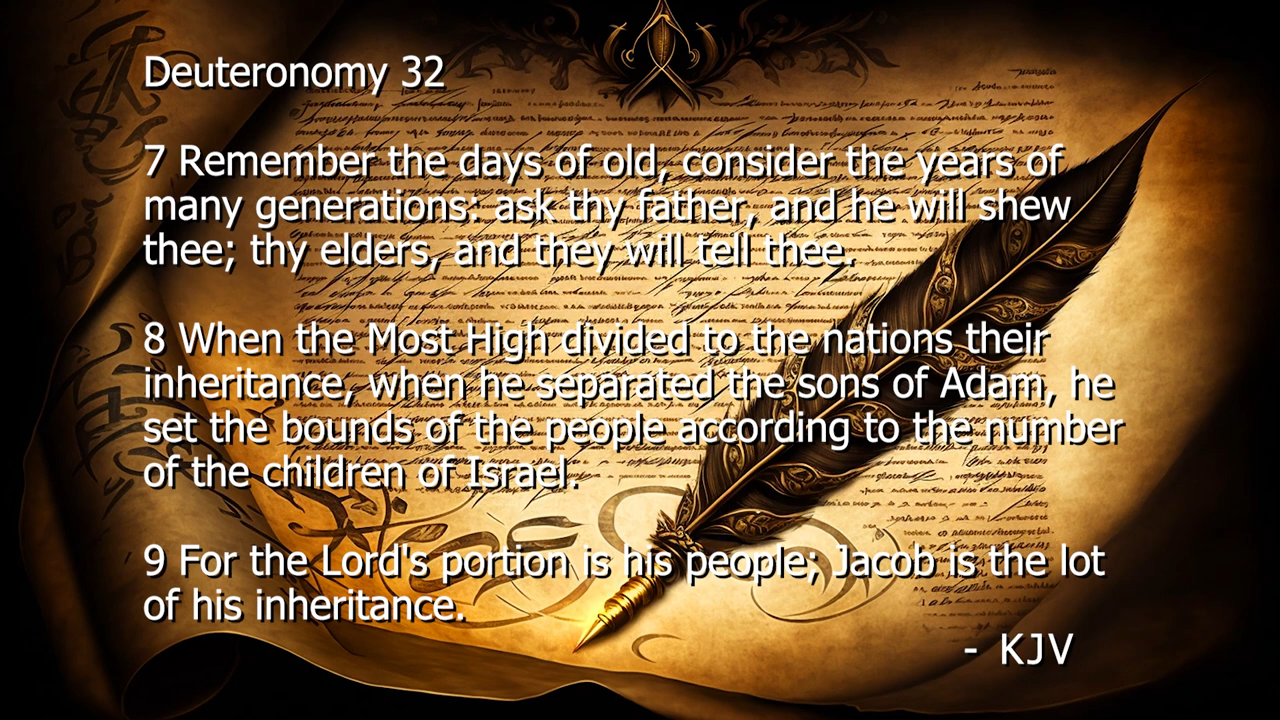 Deuteronomy 32
7 Remember the days of old, consider the years of
many generations: ask thy father, and he will shew
thee; thy elders, and they will tell thee.
8 When the Most High divided to the nations their
inheritance, when he separated the sons of Adam, he
set the bounds of the people according to the number
of the children of Israel.
9 For the Lord's portion is his people; Jacob is the lot
of his inheritance.
- KJV